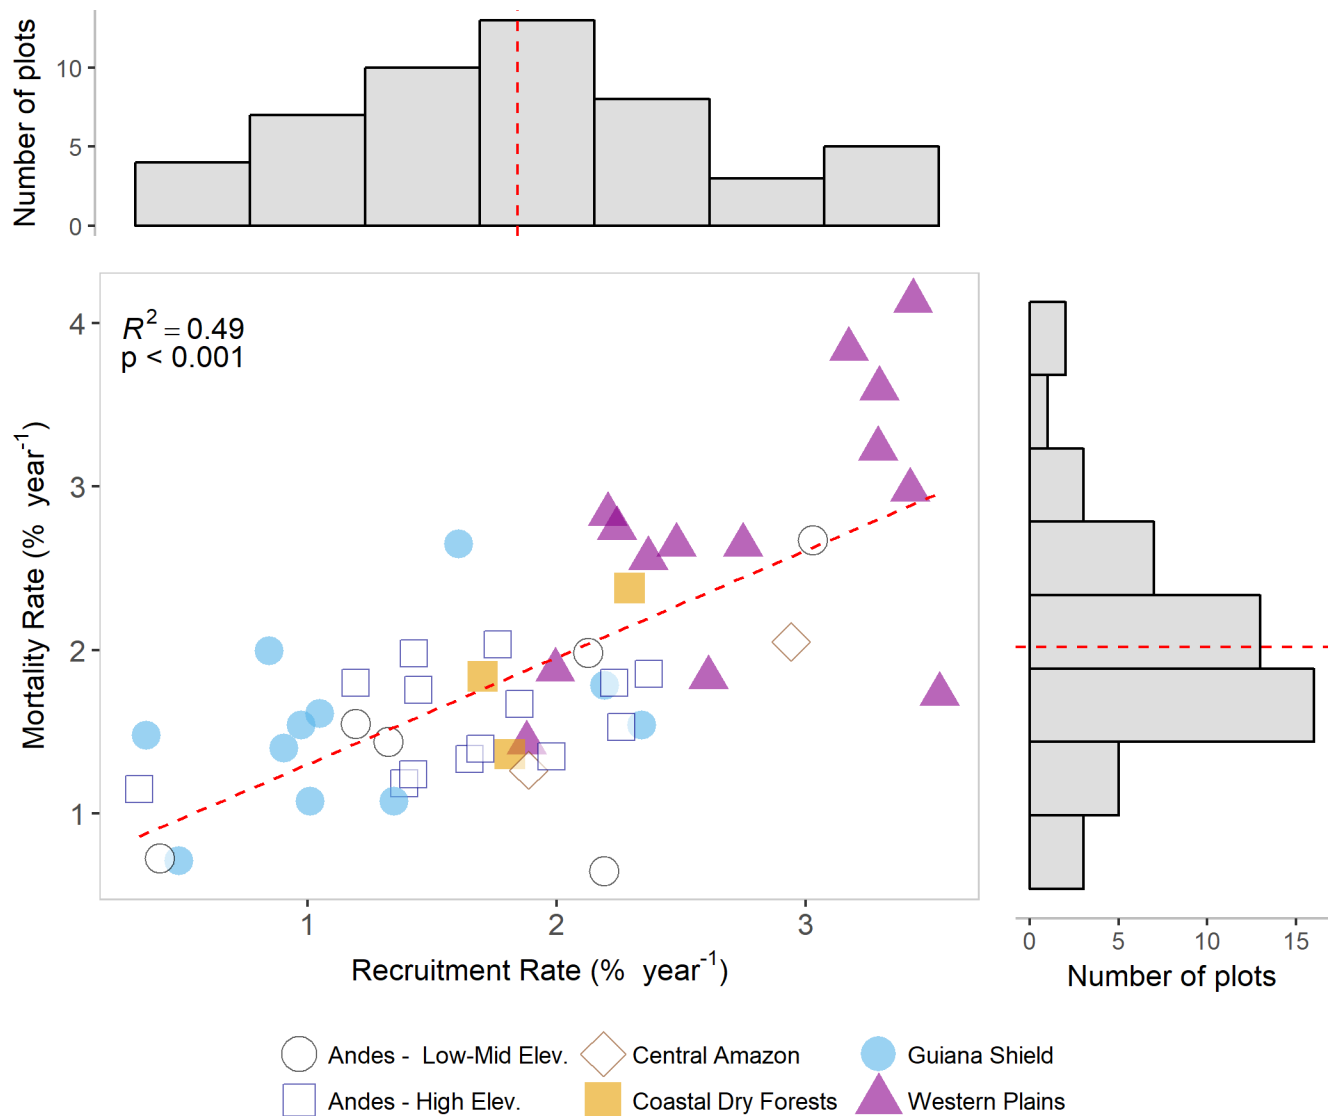 Number of plots
10
5
0
R² = 0.49
p < 0.001
Mortality Rate (% year⁻¹)
4
3
2
1
1 2 3
Recruitment Rate (% year⁻¹)
0 5 10 15
Number of plots
Andes - Low-Mid Elev. Central Amazon Guiana Shield
Andes - High Elev. Coastal Dry Forests Western Plains